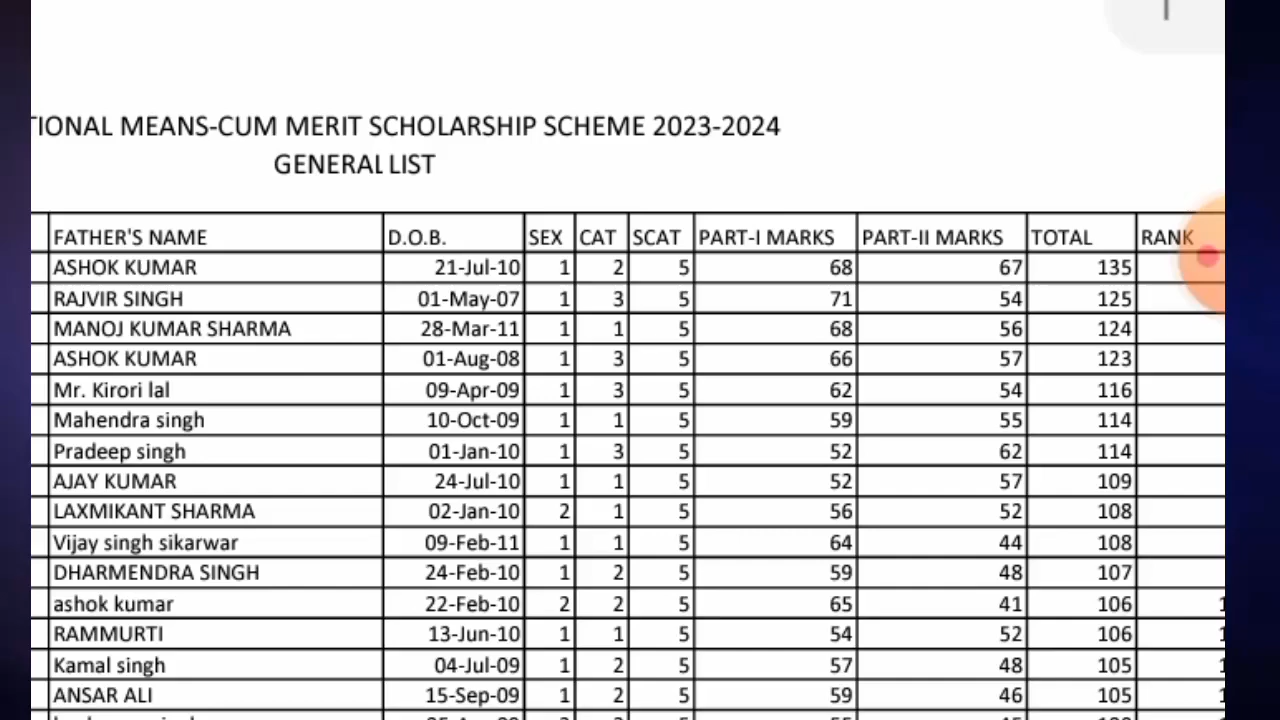 TIONAL MEANS-CUM MERIT SCHOLARSHIP SCHEME 2023-2024
GENERAL LIST
FATHER'S NAME D.O.B. SEX CAT SCAT PART-I MARKS PART-II MARKS TOTAL RANK
ASHOK KUMAR 21-Jul-10 1 2 5 68 67 135
RAJVIR SINGH 01-May-07 1 3 5 71 54 125
MANOJ KUMAR SHARMA 28-Mar-11 1 1 5 68 56 124
ASHOK KUMAR 01-Aug-08 1 3 5 66 57 123
Mr. Kirori lal 09-Apr-09 1 3 5 62 54 116
Mahendra singh 10-Oct-09 1 1 5 59 55 114
Pradeep singh 01-Jan-10 1 3 5 52 62 114
AJAY KUMAR 24-Jul-10 1 1 5 52 57 109
LAXMIKANT SHARMA 02-Jan-10 2 1 5 56 52 108
Vijay singh sikarwar 09-Feb-11 1 1 5 64 44 108
DHARMENDRA SINGH 24-Feb-10 1 2 5 59 48 107
ashok kumar 22-Feb-10 2 2 5 65 41 106
RAMMURTI 13-Jun-10 1 1 5 54 52 106
Kamal singh 04-Jul-09 1 2 5 57 48 105
ANSAR ALI 15-Sep-09 1 2 5 59 46 105